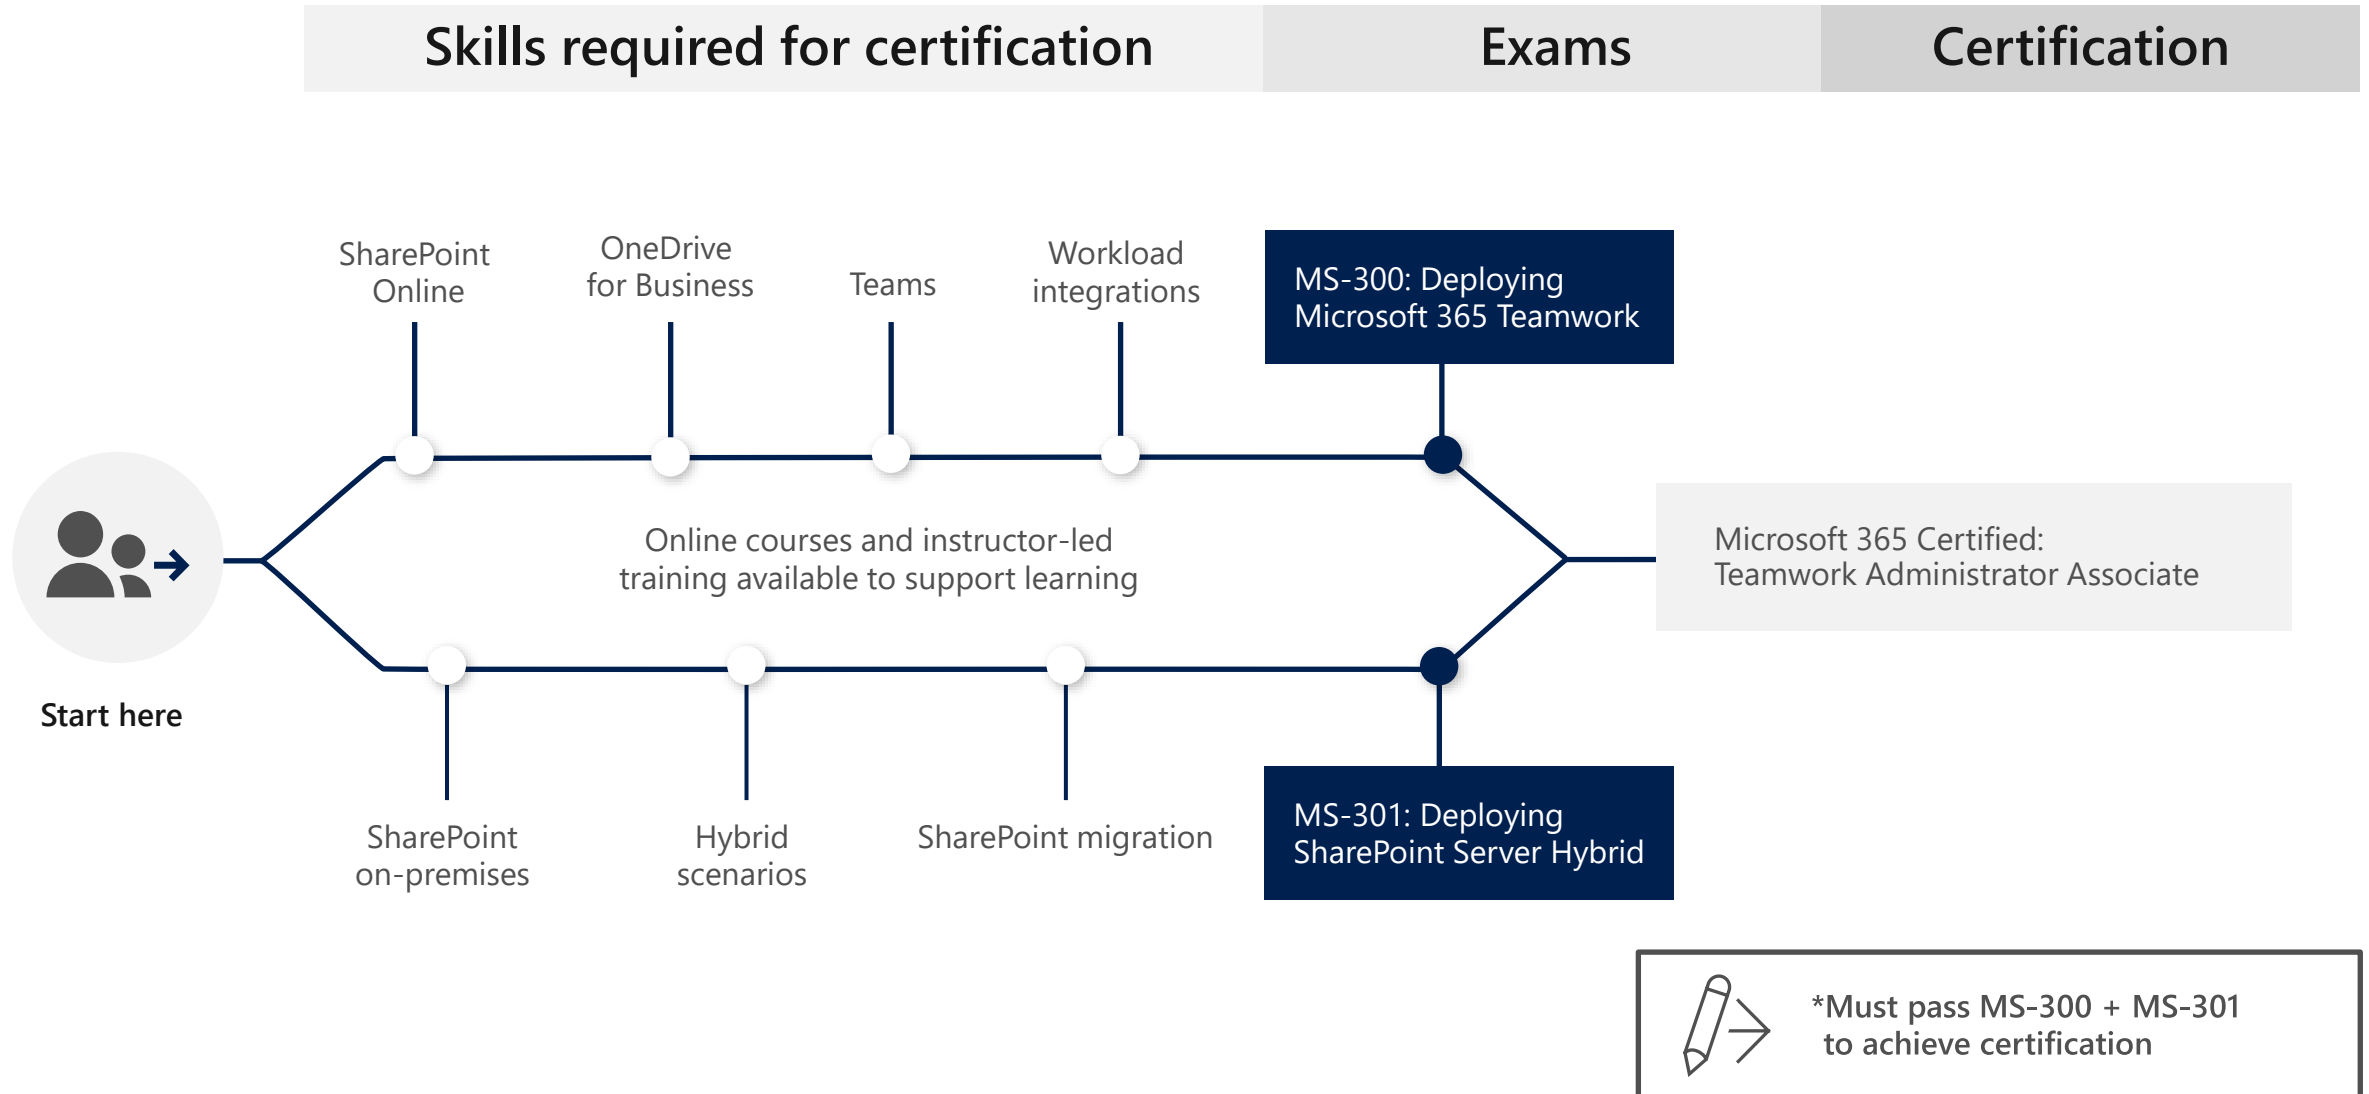 Skills required for certification
Exams
Certification
SharePoint
Online
OneDrive
for Business
Teams
Workload
integrations
MS-300: Deploying
Microsoft 365 Teamwork
Online courses and instructor-led
training available to support learning
Microsoft 365 Certified:
Teamwork Administrator Associate
Start here
SharePoint
on-premises
Hybrid
scenarios
SharePoint migration
MS-301: Deploying
SharePoint Server Hybrid
*Must pass MS-300 + MS-301
to achieve certification